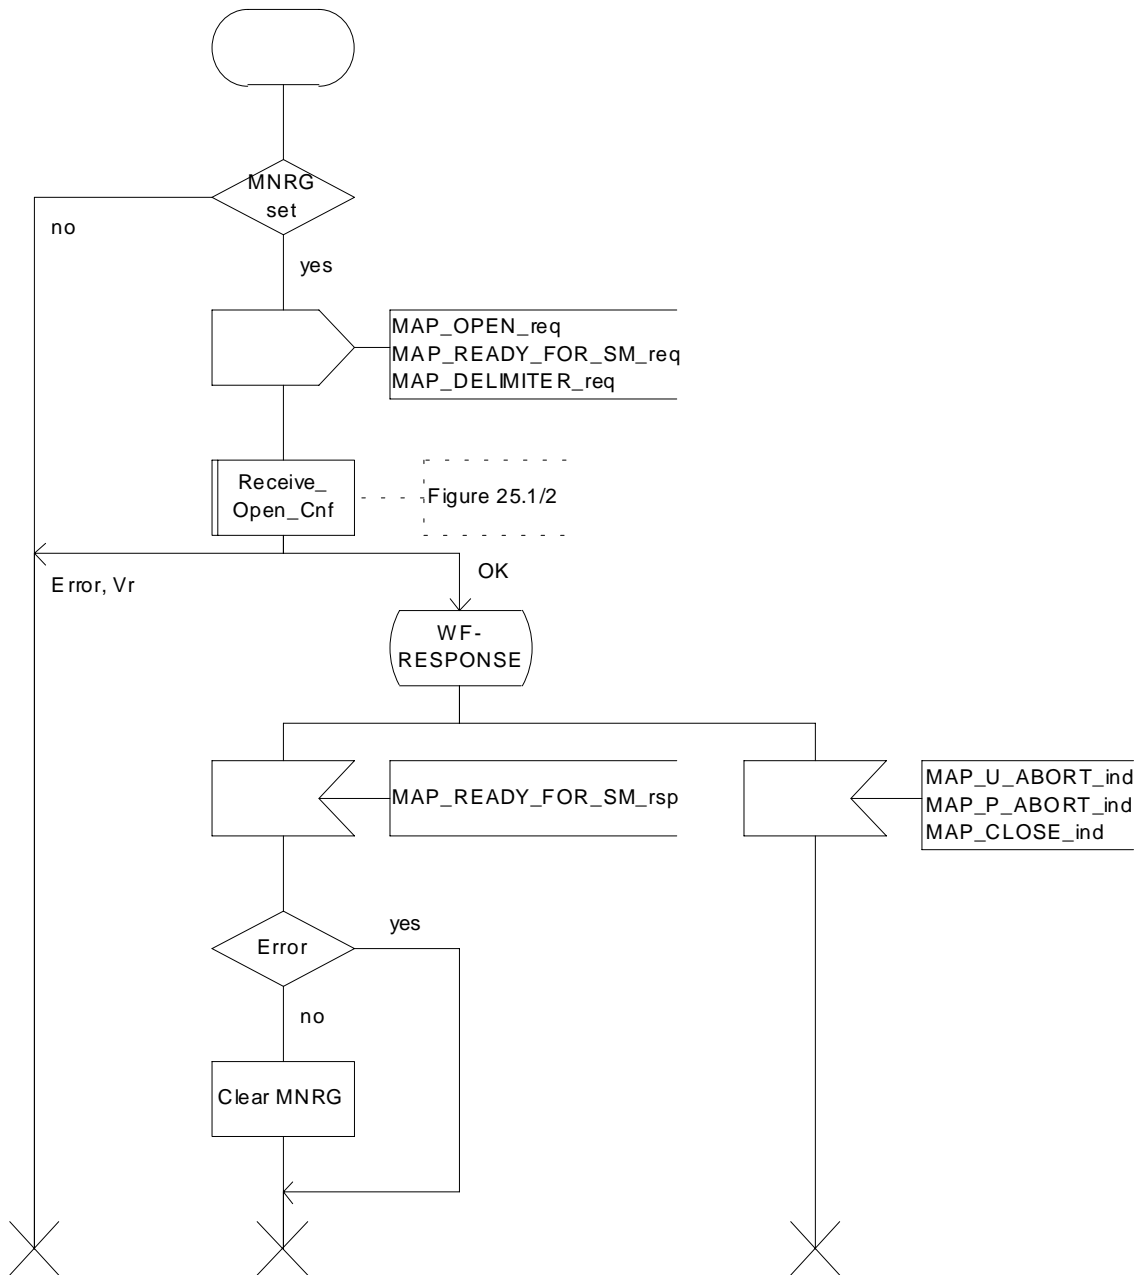 MNRG
set
no
yes
MAP_OPEN_req
MAP_READY_FOR_SM_req
MAP_DELIMITER_req
Receive_
Open_Cnf
Figure 25.1/2
Error, Vr
OK
WF-
RESPONSE
MAP_READY_FOR_SM_rsp
MAP_U_ABORT_ind
MAP_P_ABORT_ind
MAP_CLOSE_ind
Error
yes
no
Clear MNRG